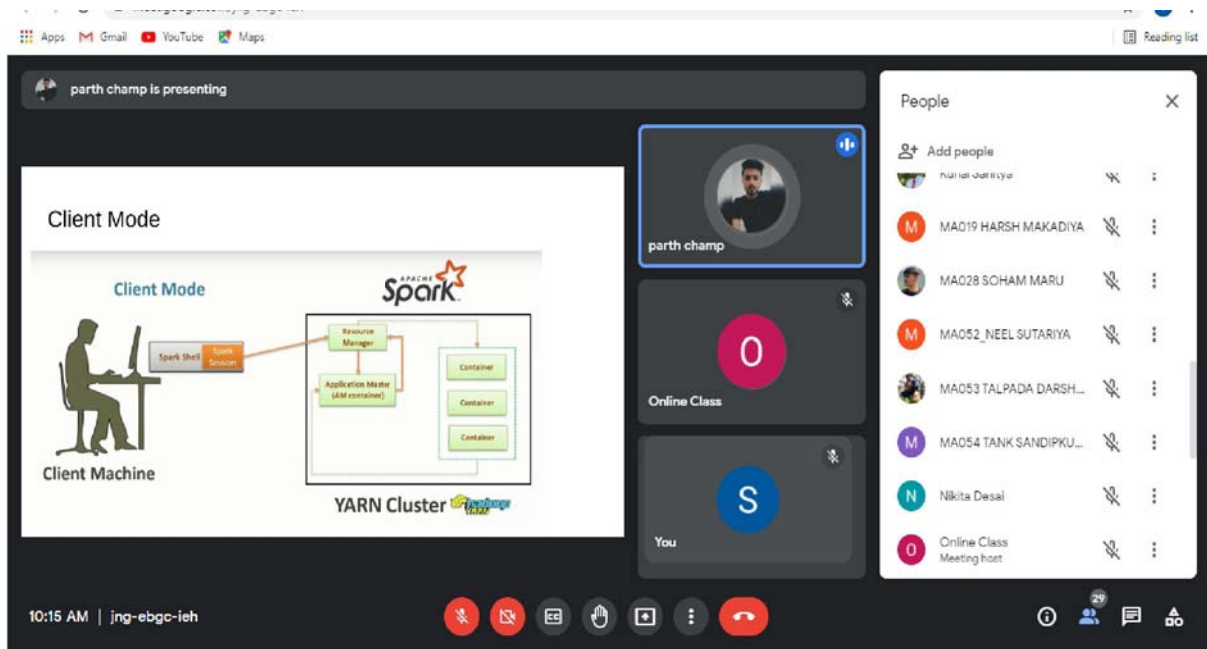 Apps Gmail YouTube Maps Reading list
parth champ is presenting
Client Mode
Client Mode
APACHE
Spark
Spark Shell
Spark
Session
Resource
Manager
Application Master
(AM container)
Container
Container
Container
Client Machine
YARN Cluster
parth champ
O
Online Class
S
You
People
Add people
M MA019 HARSH MAKADIYA
MA028 SOHAM MARU
M MA052_NEEL SUTARIYA
MA053 TALPADA DARSH...
M MA054 TANK SANDIPKU...
N Nikita Desai
O Online Class
Meeting host
10:15 AM | jng-ebgc-ieh
CC
29